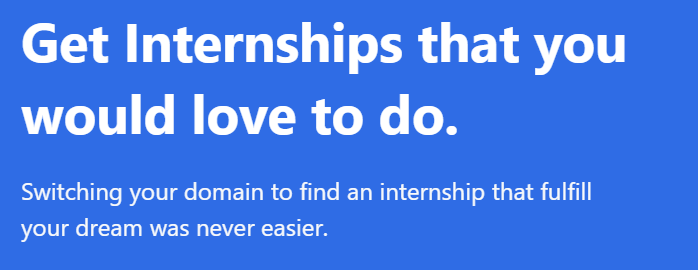 Get Internships that you
would love to do.
Switching your domain to find an internship that fulfill
your dream was never easier.